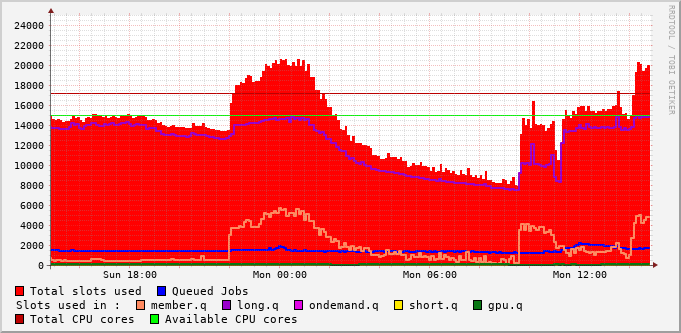 RRDTOOL / TOBI OETIKER
24000
22000
20000
18000
16000
14000
12000
10000
8000
6000
4000
2000
0
Sun 18:00 Mon 00:00 Mon 06:00 Mon 12:00
Total slots used Queued Jobs
Slots used in : member.q long.q ondemand.q short.q gpu.q
Total CPU cores Available CPU cores